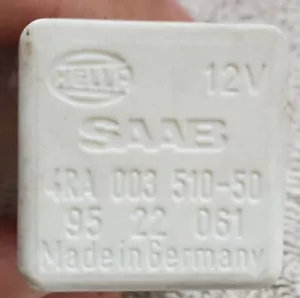 HELLA 12V
SAAB
4RA 003 510-50
95 22 061
Made in Germany